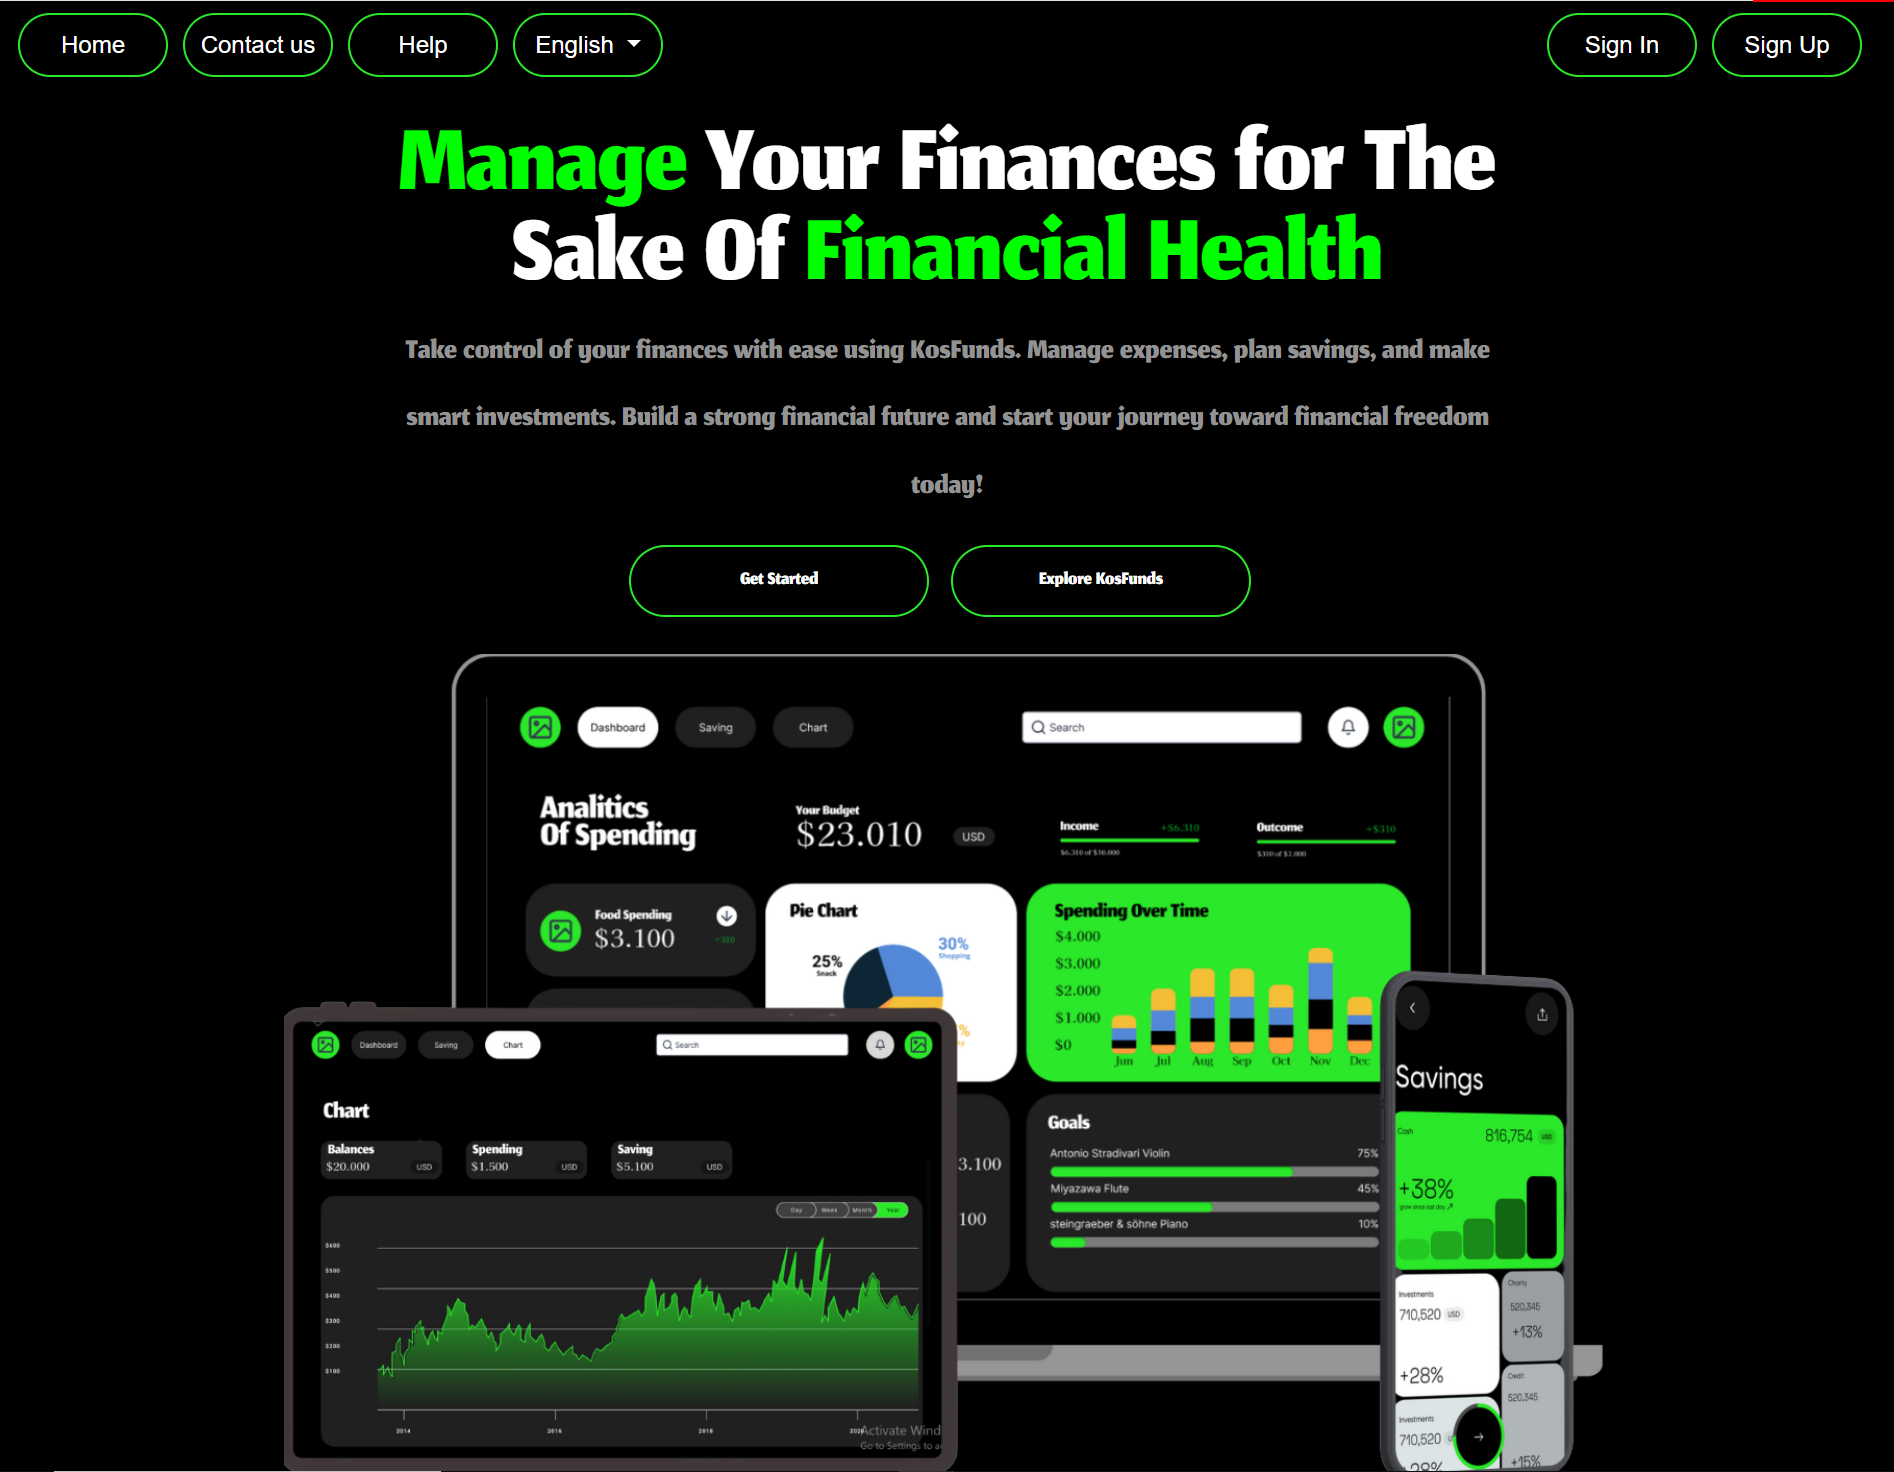 Home
Contact us
Help
English
Sign In
Sign Up
Manage Your Finances for The
Sake Of Financial Health
Take control of your finances with ease using KosFunds. Manage expenses, plan savings, and make
smart investments. Build a strong financial future and start your journey toward financial freedom
today!
Get Started
Explore KosFunds
Dashboard
Saving
Chart
Search
Analitics
Of Spending
Your Budget
$23.010
USD
Income
+$6.310
$6.310 of $10.000
Outcome
+$310
$310 of $7.000
Food Spending
$3.100
+310
Pie Chart
30%
Shopping
25%
Snack
%
Spending Over Time
$4.000
$3.000
$2.000
$1.000
$0
Jun
Jul
Aug
Sep
Oct
Nov
Dec
3.100
100
Goals
Antonio Stradivari Violin
75%
Miyazawa Flute
45%
steingraeber & söhne Piano
10%
Dashboard
Saving
Chart
Search
Chart
Balances
$20.000
USD
Spending
$1.500
USD
Saving
$5.100
USD
Day
Week
Month
Year
$600
$500
$400
$300
$200
$100
2014
2016
2018
2020
Activate Wind
Go to Settings to a
Savings
Cash
816,754
USD
+38%
grow since last day
Investments
710,520
USD
+28%
Charity
520,345
+13%
Credit
520,345
+15%
Investments
710,520
+28%